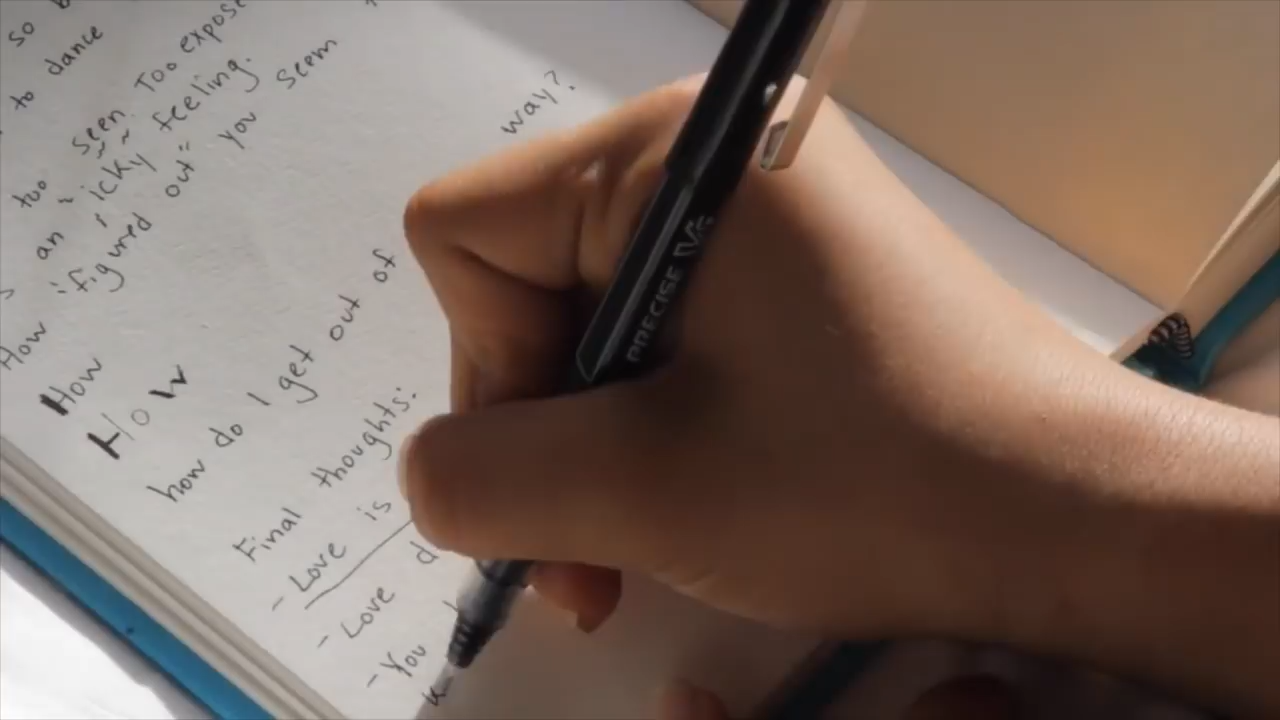 so
to dance
too seen. Too expose
an "icky" feeling.
How "figured out" you seem
How
HOW
how do I get out of way?
Final thoughts:
- Love is
- Love d
- You
PRECISE V5